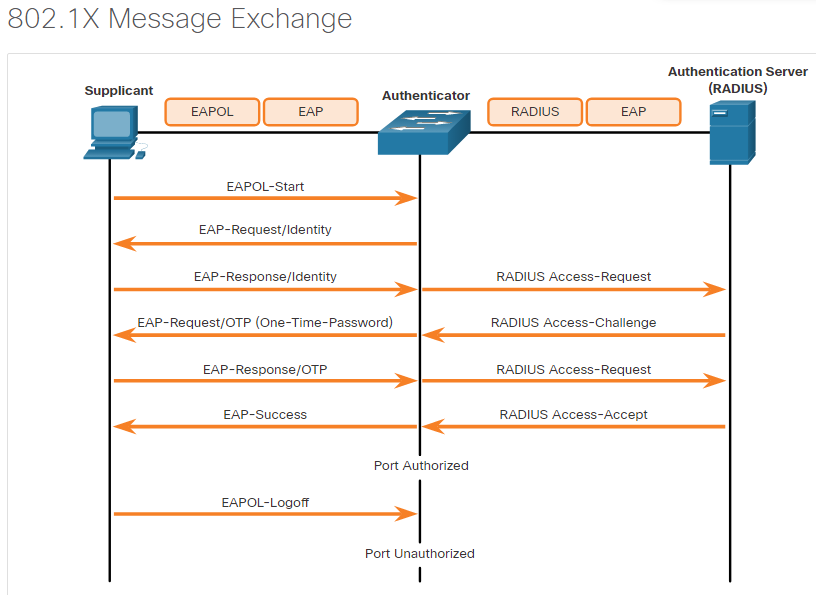 802.1X Message Exchange
Supplicant
EAPOL
EAP
Authenticator
RADIUS
EAP
Authentication Server
(RADIUS)
EAPOL-Start
EAP-Request/Identity
EAP-Response/Identity
RADIUS Access-Request
EAP-Request/OTP (One-Time-Password)
RADIUS Access-Challenge
EAP-Response/OTP
RADIUS Access-Request
EAP-Success
RADIUS Access-Accept
Port Authorized
EAPOL-Logoff
Port Unauthorized